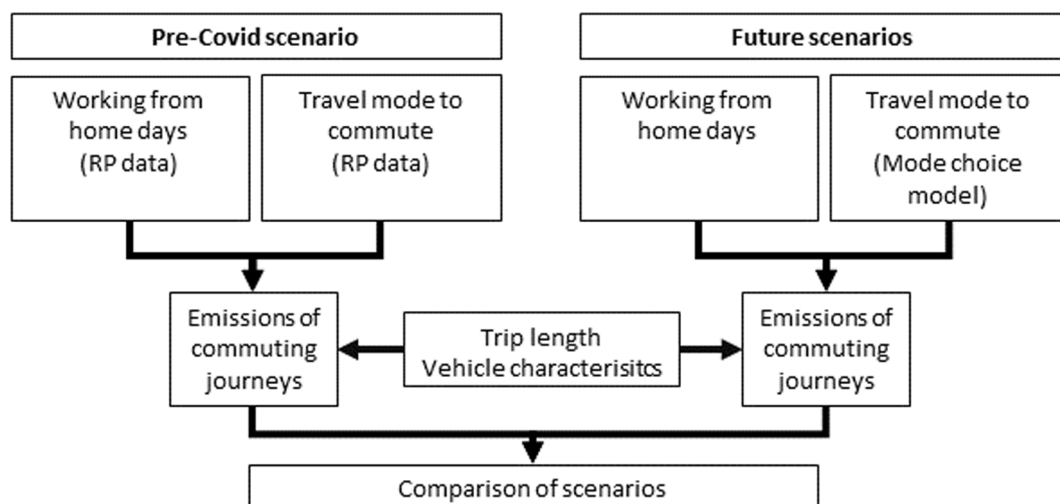 Pre-Covid scenario
Future scenarios
Working from
home days
(RP data)
Travel mode to
commute
(RP data)
Working from
home days
Travel mode to
commute
(Mode choice
model)
Emissions of
commuting
journeys
Trip length
Vehicle characterisitcs
Emissions of
commuting
journeys
Comparison of scenarios